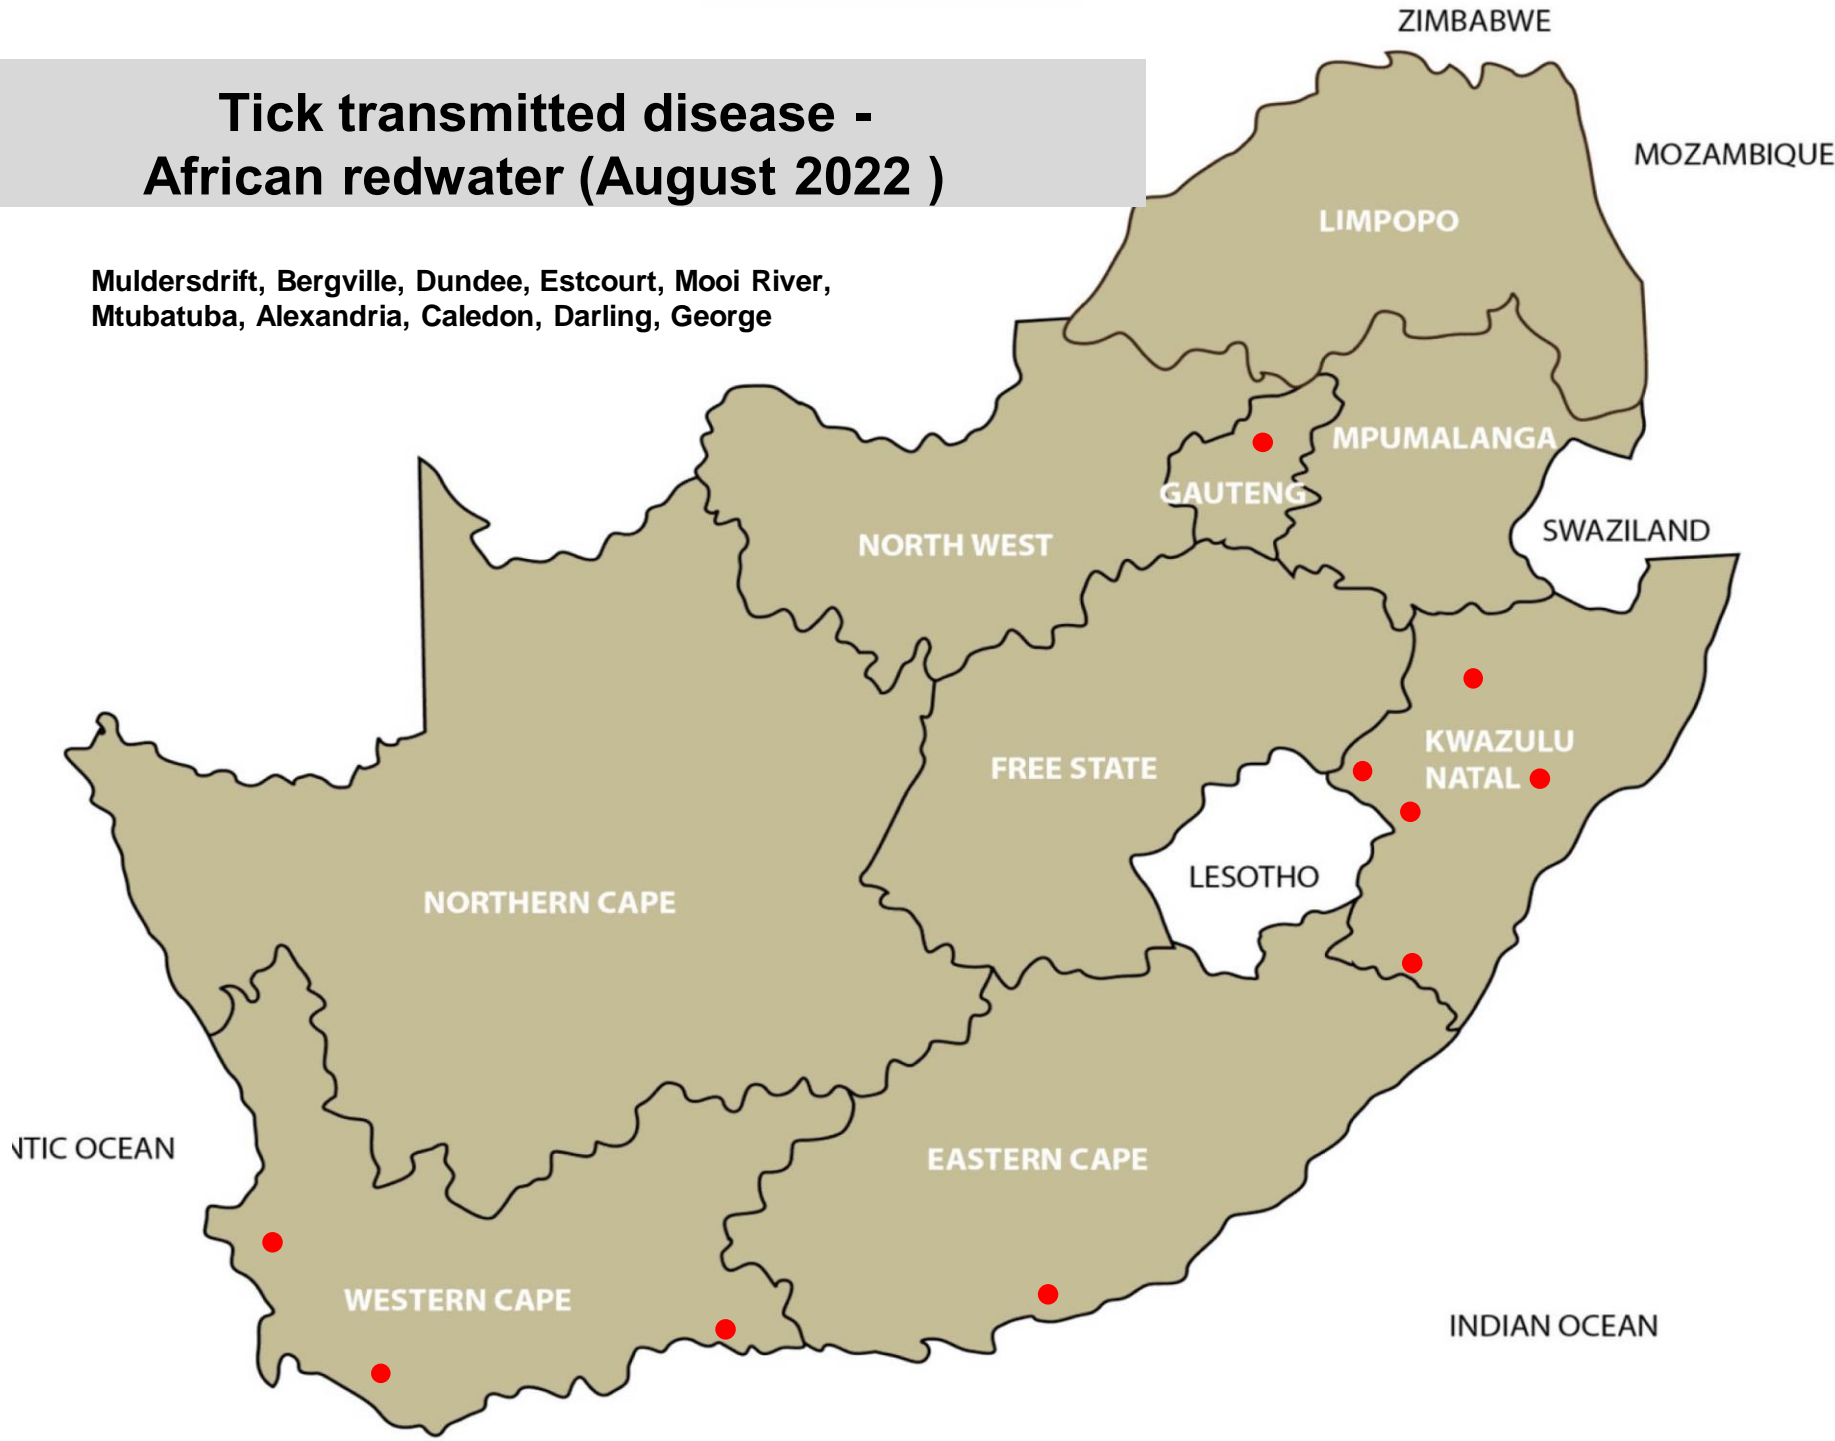 ZIMBABWE
Tick transmitted disease -
African redwater (August 2022 )
MOZAMBIQUE
LIMPOPO
Muldersdrift, Bergville, Dundee, Estcourt, Mooi River,
Mtubatuba, Alexandria, Caledon, Darling, George
MPUMALANGA
GAUTENG
SWAZILAND
NORTH WEST
KWAZULU
NATAL
FREE STATE
LESOTHO
NORTHERN CAPE
NTIC OCEAN
EASTERN CAPE
WESTERN CAPE
INDIAN OCEAN